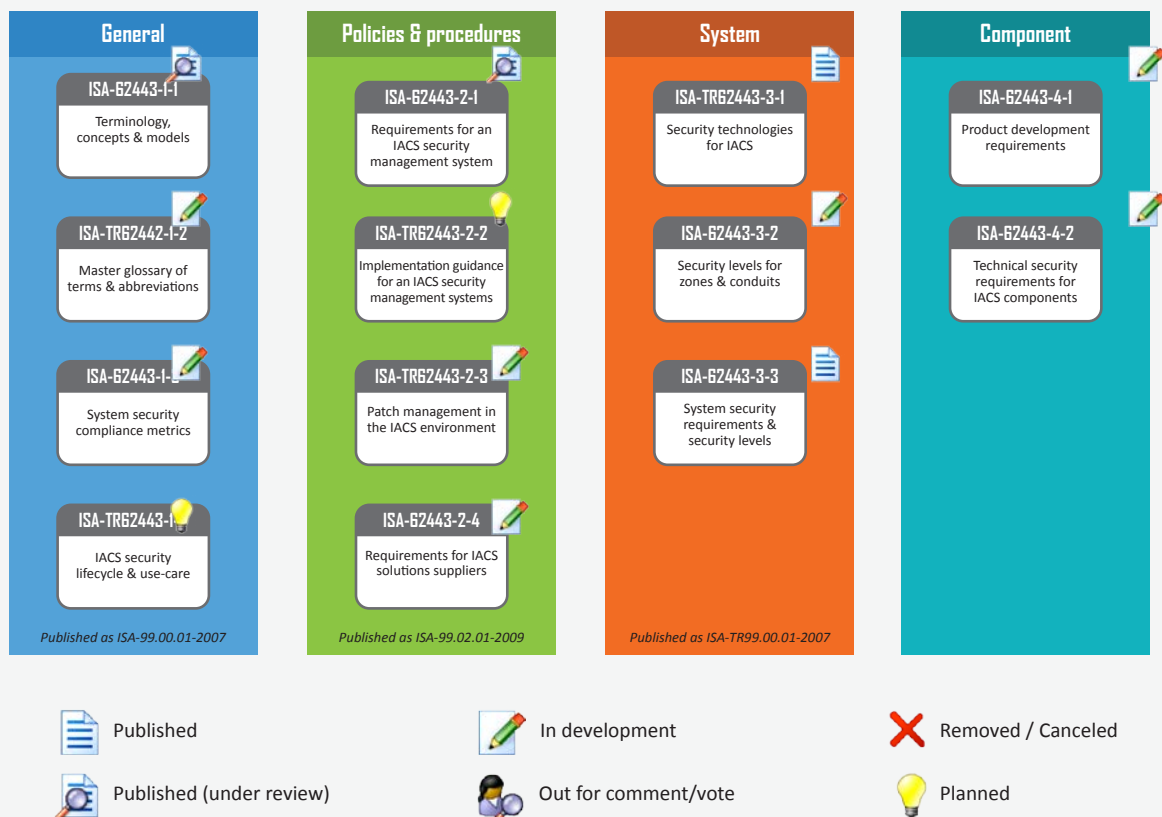 General
ISA-62443-1-1
Terminology,
concepts & models
ISA-TR62442-1-2
Master glossary of
terms & abbreviations
ISA-62443-1-
System security
compliance metrics
ISA-TR62443-1-
IACS security
lifecycle & use-care
Published as ISA-99.00.01-2007
Policies & procedures
ISA-62443-2-1
Requirements for an
IACS security
management system
ISA-TR62443-2-2
Implementation guidance
for an IACS security
management systems
ISA-TR62443-2-3
Patch management in
the IACS environment
ISA-62443-2-4
Requirements for IACS
solutions suppliers
Published as ISA-99.02.01-2009
System
ISA-TR62443-3-1
Security technologies
for IACS
ISA-62443-3-2
Security levels for
zones & conduits
ISA-62443-3-3
System security
requirements &
security levels
Published as ISA-TR99.00.01-2007
Component
ISA-62443-4-1
Product development
requirements
ISA-62443-4-2
Technical security
requirements for
IACS components
Published
In development
Removed / Canceled
Published (under review)
Out for comment/vote
Planned